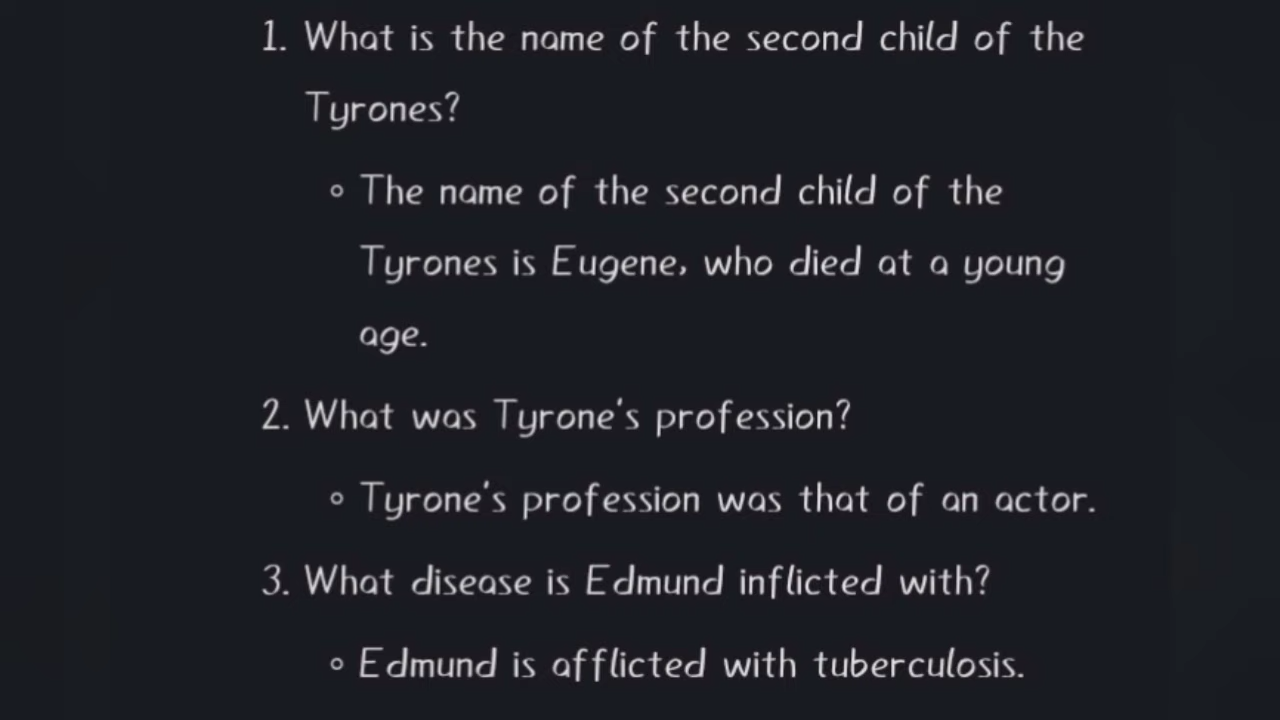 1. What is the name of the second child of the
Tyrones?
∘ The name of the second child of the
Tyrones is Eugene, who died at a young
age.
2. What was Tyrone's profession?
∘ Tyrone's profession was that of an actor.
3. What disease is Edmund inflicted with?
∘ Edmund is afflicted with tuberculosis.